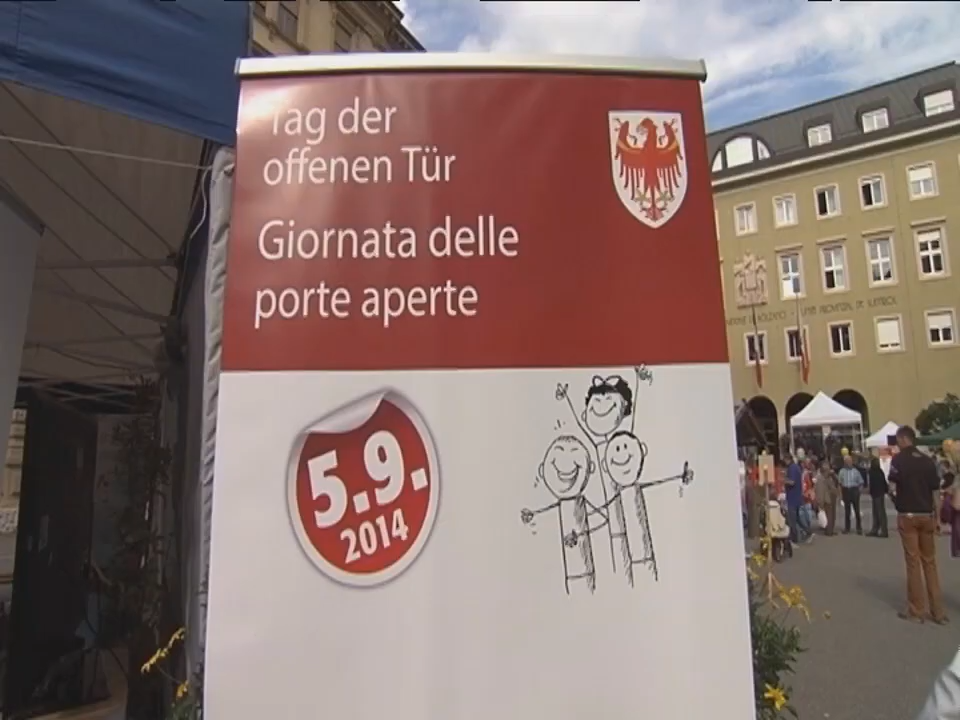 Tag der
offenen Tür
Giornata delle
porte aperte
5.9.
2014